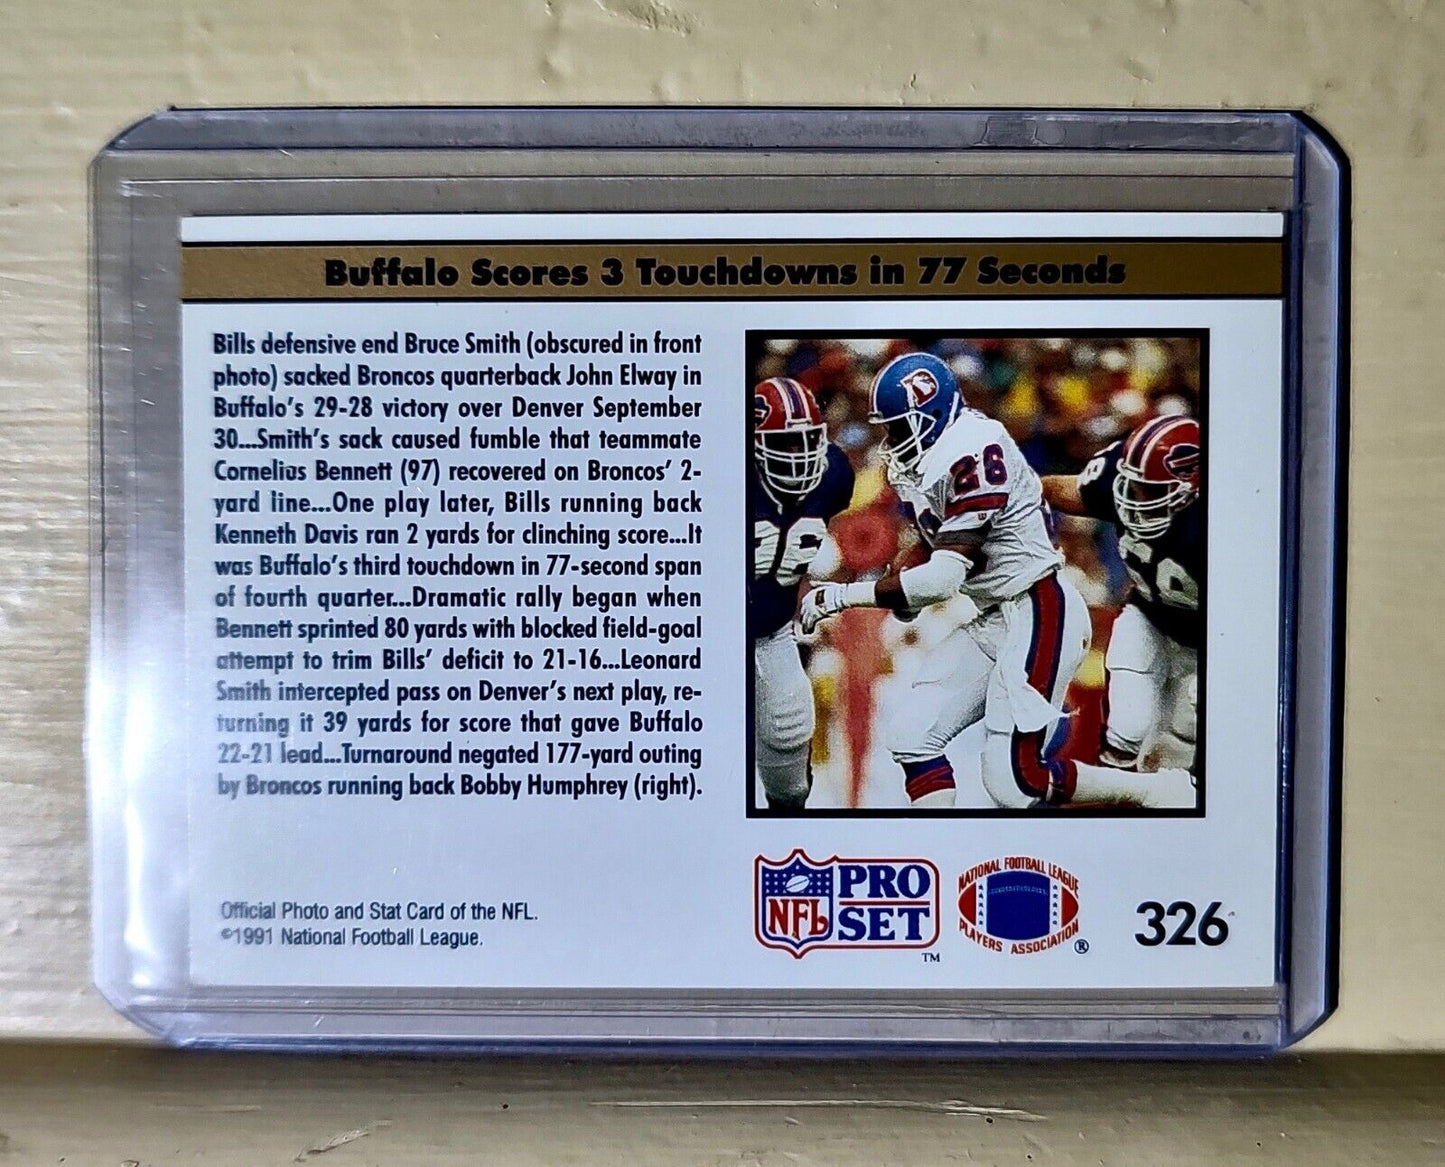 Buffalo Scores 3 Touchdowns in 77 Seconds
Bills defensive end Bruce Smith (obscured in front
photo) sacked Broncos quarterback John Elway in
Buffalo's 29-28 victory over Denver September
30...Smith's sack caused fumble that teammate
Cornelius Bennett (97) recovered on Broncos' 2-
yard line...One play later, Bills running back
Kenneth Davis ran 2 yards for clinching score...It
was Buffalo's third touchdown in 77-second span
of fourth quarter...Dramatic rally began when
Bennett sprinted 80 yards with blocked field-goal
attempt to trim Bills' deficit to 21-16...Leonard
Smith intercepted pass on Denver's next play, re-
turning it 39 yards for score that gave Buffalo
22-21 lead...Turnaround negated 177-yard outing
by Broncos running back Bobby Humphrey (right).
26
Official Photo and Stat Card of the NFL.
©1991 National Football League.
NFL PRO
SET
TM
NATIONAL FOOTBALL LEAGUE
PLAYERS ASSOCIATION
®
326